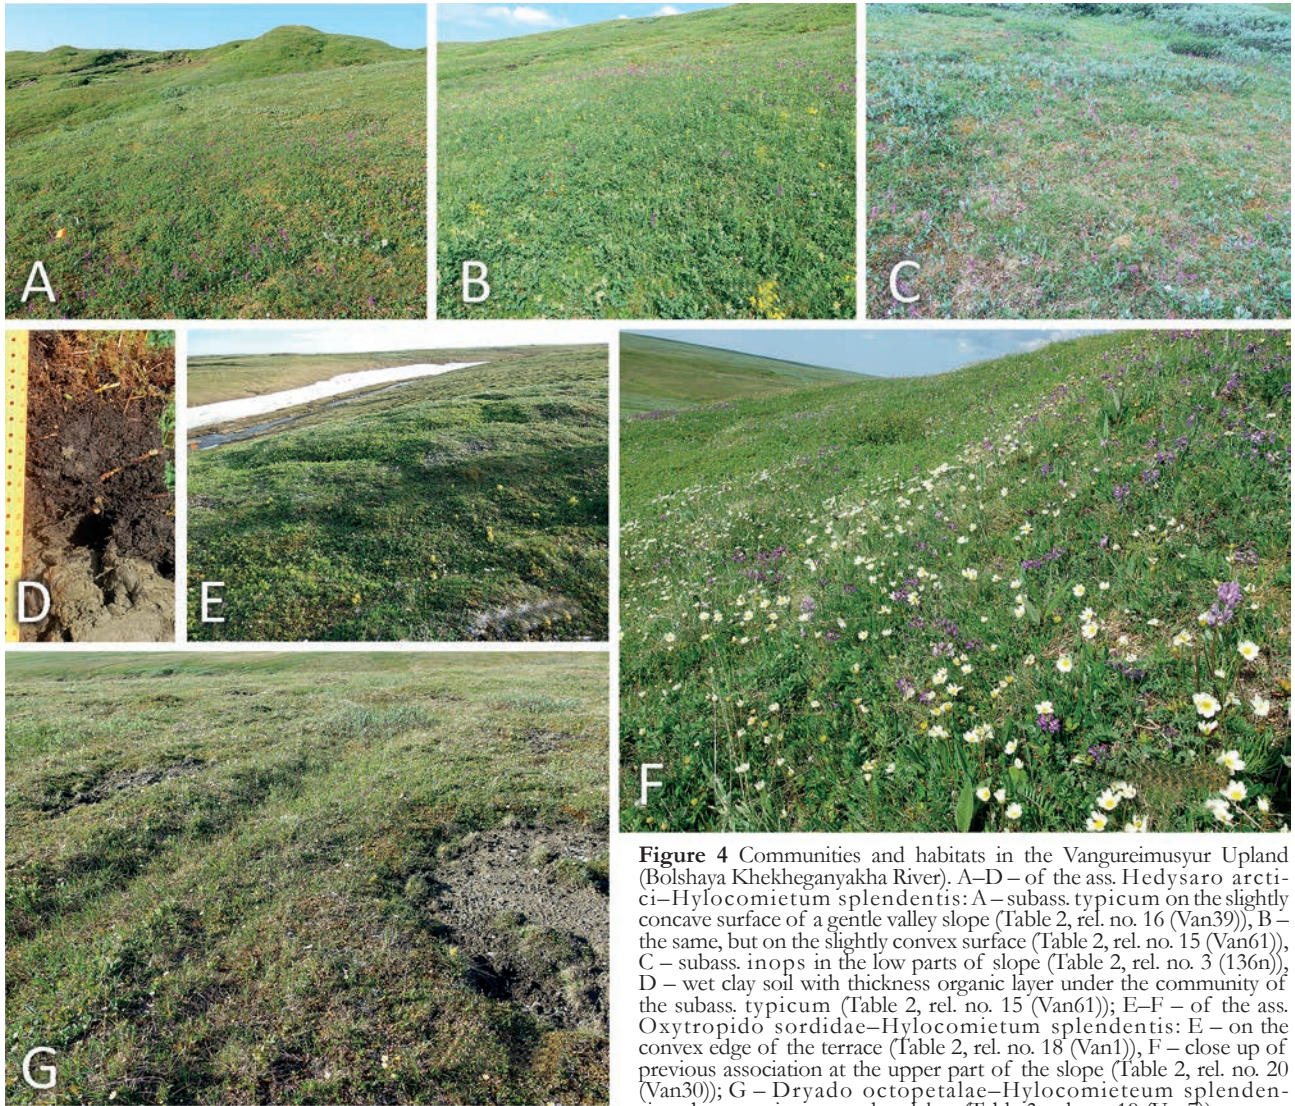 A
B
C
D
E
F
G
Figure 4 Communities and habitats in the Vangureimusyur Upland
(Bolshaya Khekheganyakha River). A–D – of the ass. Hedysaro arcti-
ci–Hylocomietum splendentis: A – subass. typicum on the slightly
concave surface of a gentle valley slope (Table 2, rel. no. 16 (Van39)), B –
the same, but on the slightly convex surface (Table 2, rel. no. 15 (Van61)),
C – subass. inops in the low parts of slope (Table 2, rel. no. 3 (136n)),
D – wet clay soil with thickness organic layer under the community of
the subass. typicum (Table 2, rel. no. 15 (Van61)); E–F – of the ass.
Oxytropido sordidae–Hylocomietum splendentis: E – on the
convex edge of the terrace (Table 2, rel. no. 18 (Van1)), F – close up of
previous association at the upper part of the slope (Table 2, rel. no. 20
(Van30)); G – Dryado octopetalae–Hylocomieteum splenden-